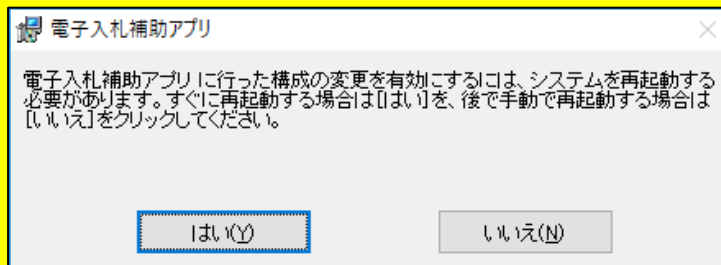 電子入札補助アプリ
電子入札補助アプリ に行った構成の変更を有効にするには、システムを再起動する
必要があります。すぐに再起動する場合は[はい]を、後で手動で再起動する場合は
[いいえ]をクリックしてください。
はい(Y)
いいえ(N)